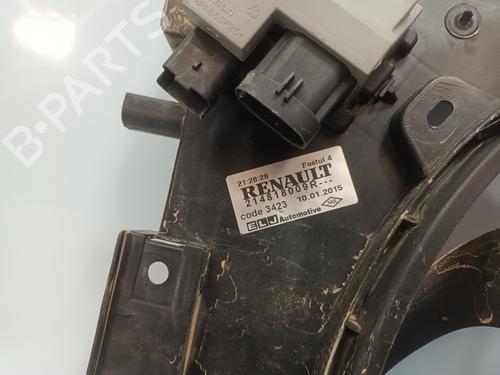 B-PARTS
21:28:28 Postul 4
RENAULT
214818009R---
code 3423 10.01.2015
ELJ Automotive